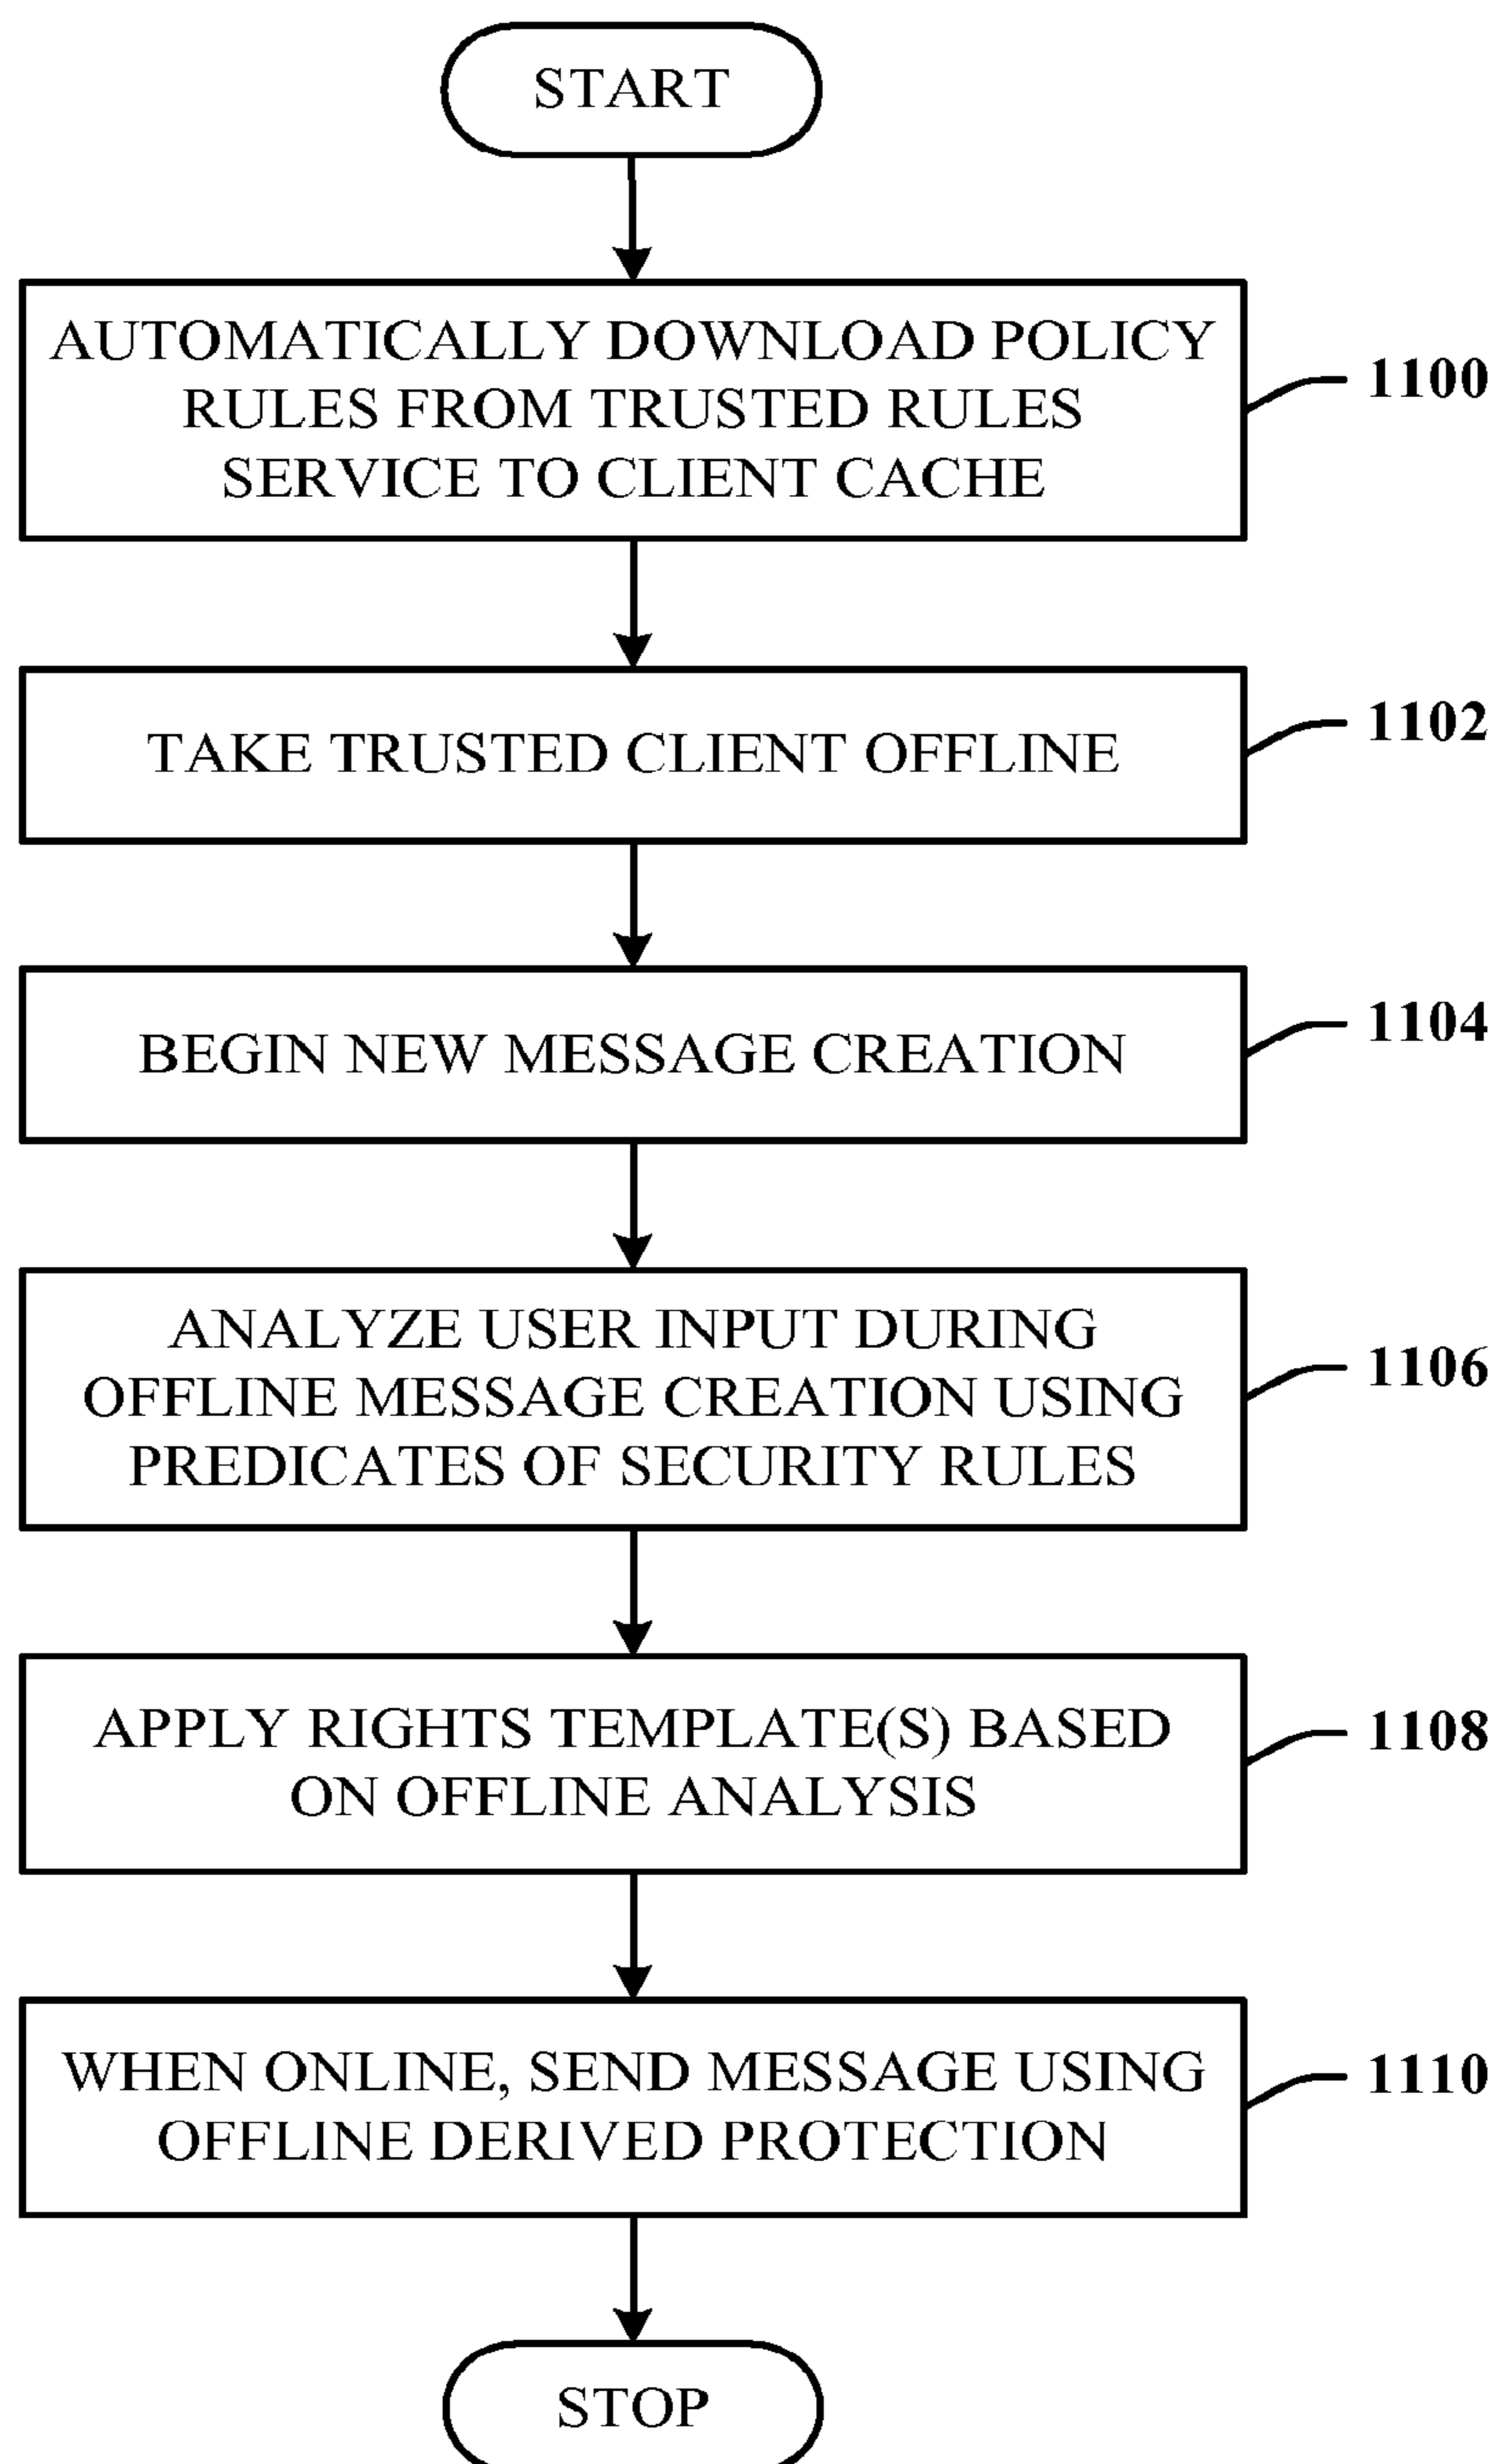 START
AUTOMATICALLY DOWNLOAD POLICY
RULES FROM TRUSTED RULES
SERVICE TO CLIENT CACHE
1100
TAKE TRUSTED CLIENT OFFLINE
1102
BEGIN NEW MESSAGE CREATION
1104
ANALYZE USER INPUT DURING
OFFLINE MESSAGE CREATION USING
PREDICATES OF SECURITY RULES
1106
APPLY RIGHTS TEMPLATE(S) BASED
ON OFFLINE ANALYSIS
1108
WHEN ONLINE, SEND MESSAGE USING
OFFLINE DERIVED PROTECTION
1110
STOP